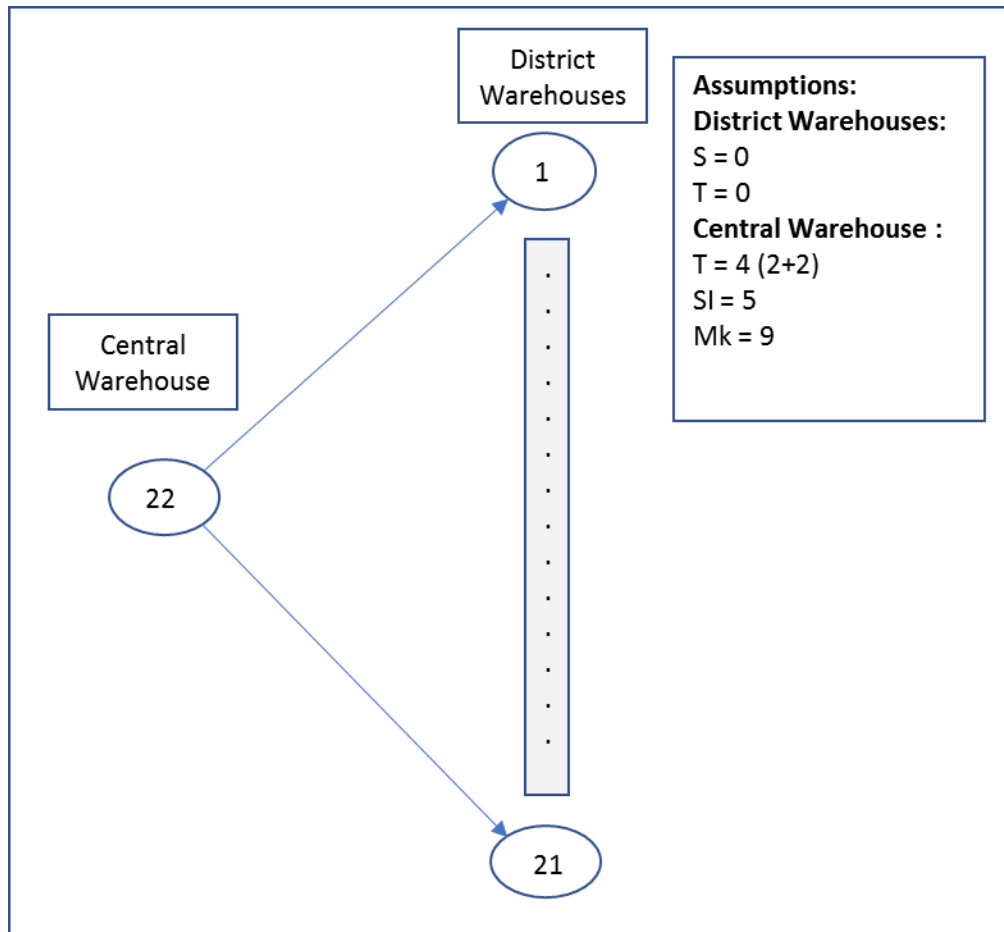 District
Warehouses
1
Assumptions:
District Warehouses:
S = 0
T = 0
Central Warehouse :
T = 4 (2+2)
SI = 5
Mk = 9
Central
Warehouse
22
21